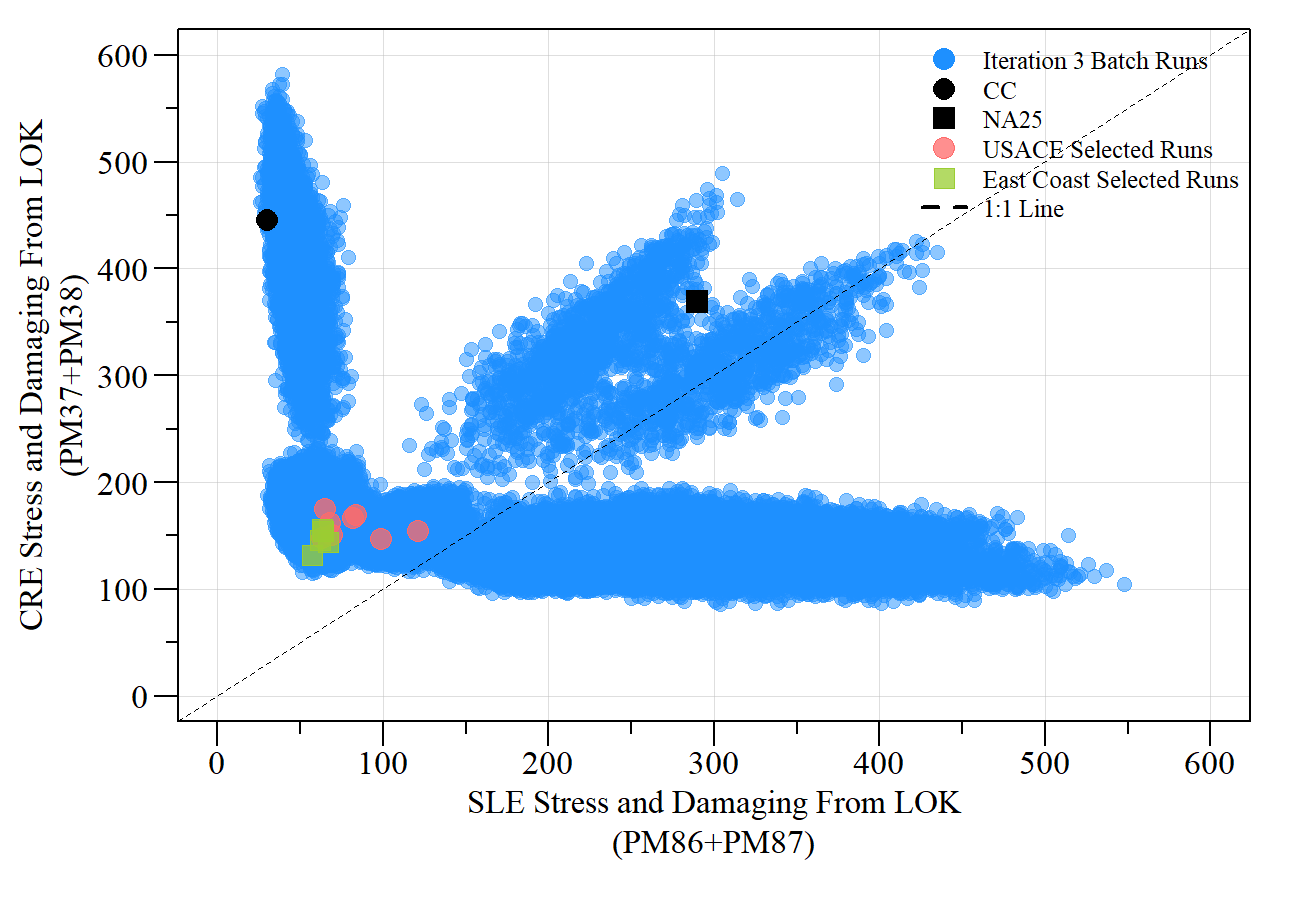 600
500
400
300
200
100
0
CRE Stress and Damaging From LOK
(PM37+PM38)
Iteration 3 Batch Runs
CC
NA25
USACE Selected Runs
East Coast Selected Runs
1:1 Line
0 100 200 300 400 500 600
SLE Stress and Damaging From LOK
(PM86+PM87)